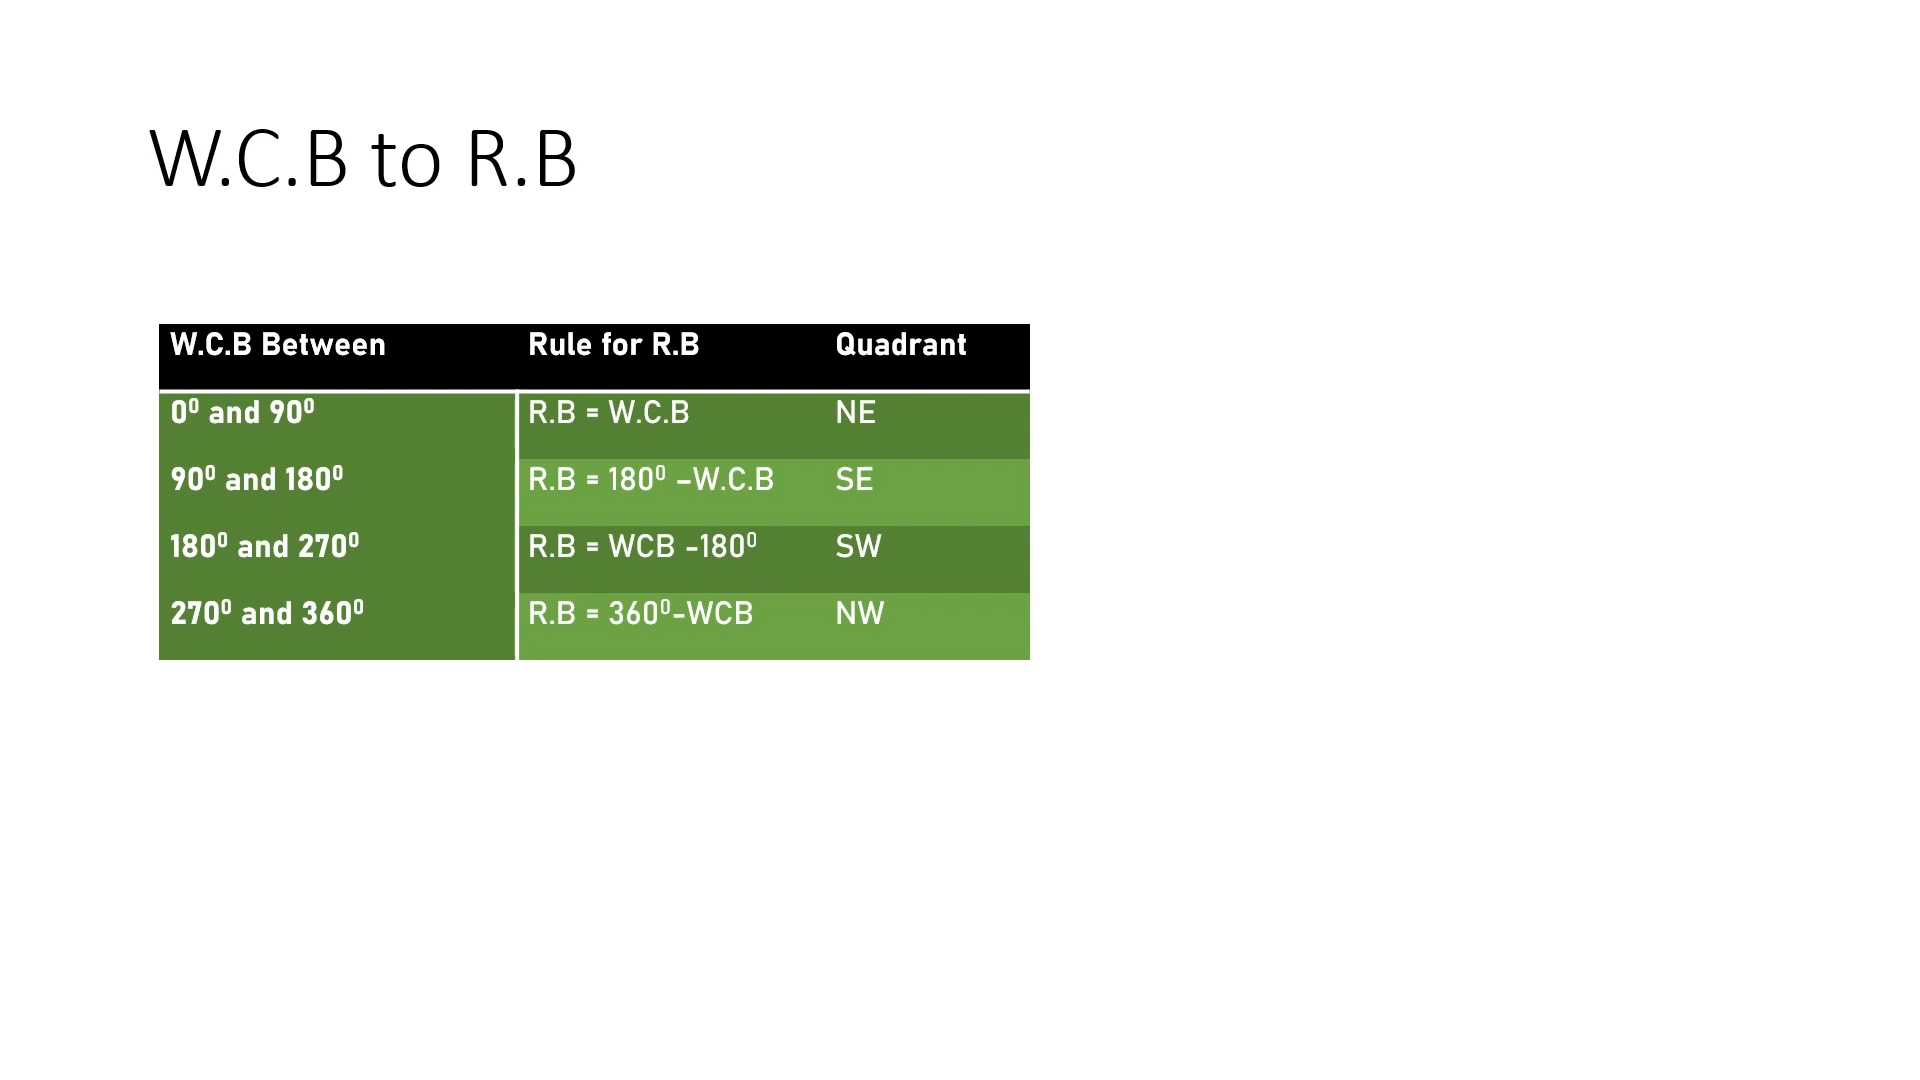 W.C.B to R.B
W.C.B Between Rule for R.B Quadrant
0⁰ and 90⁰ R.B = W.C.B NE
90⁰ and 180⁰ R.B = 180⁰ –W.C.B SE
180⁰ and 270⁰ R.B = WCB -180⁰ SW
270⁰ and 360⁰ R.B = 360⁰-WCB NW